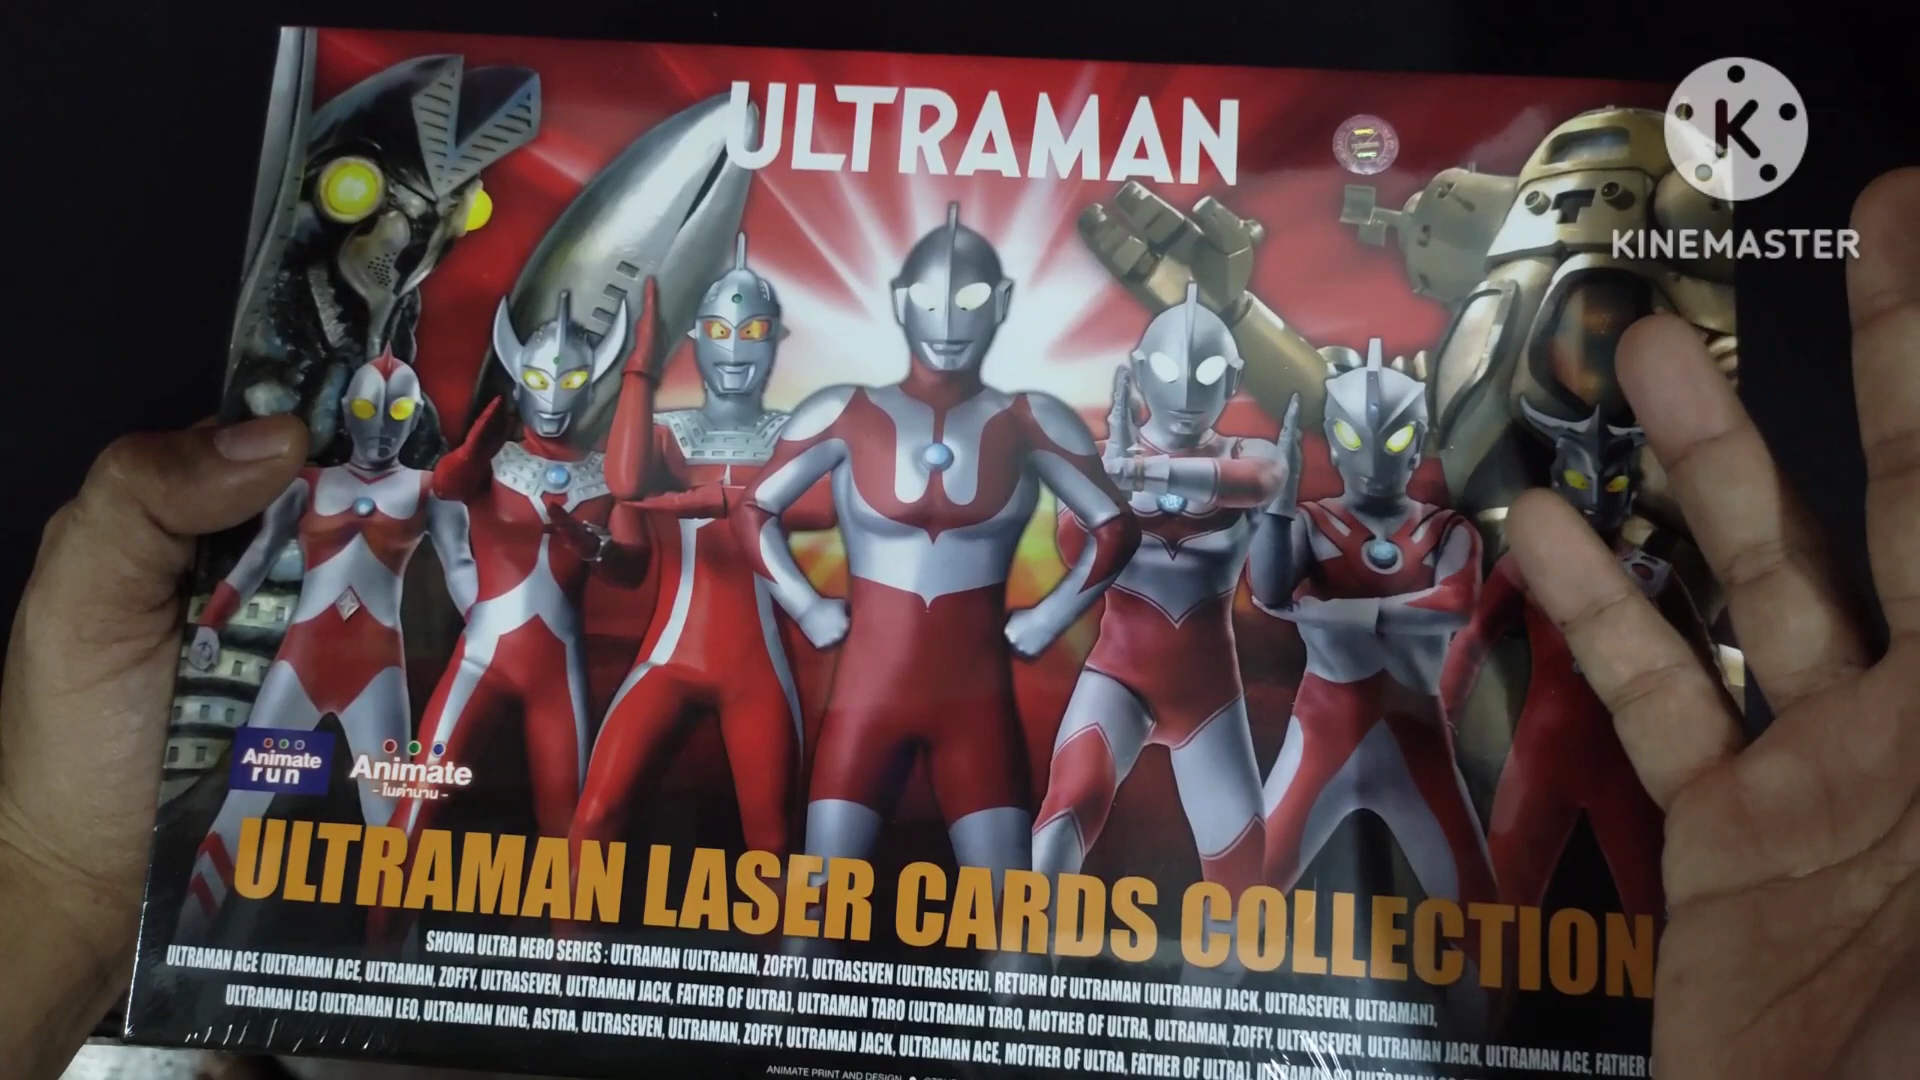 ULTRAMAN
K
KINEMASTER
Animate
run
Animate
- ในตำนาน -
ULTRAMAN LASER CARDS COLLECTION
SHOWA ULTRA HERO SERIES : ULTRAMAN (ULTRAMAN, ZOFFY), ULTRASEVEN (ULTRASEVEN), RETURN OF ULTRAMAN (ULTRAMAN JACK, ULTRASEVEN, ULTRAMAN),
ULTRAMAN ACE (ULTRAMAN ACE, ULTRAMAN, ZOFFY, ULTRASEVEN, ULTRAMAN JACK, FATHER OF ULTRA), ULTRAMAN TARO (ULTRAMAN TARO, MOTHER OF ULTRA, ULTRAMAN, ZOFFY, ULTRASEVEN, ULTRAMAN JACK, ULTRAMAN ACE, FATHER
ULTRAMAN LEO (ULTRAMAN LEO, ULTRAMAN KING, ASTRA, ULTRASEVEN, ULTRAMAN, ZOFFY, ULTRAMAN JACK, ULTRAMAN ACE, MOTHER OF ULTRA, FATHER OF ULTRA),
ANIMATE PRINT AND DESIGN